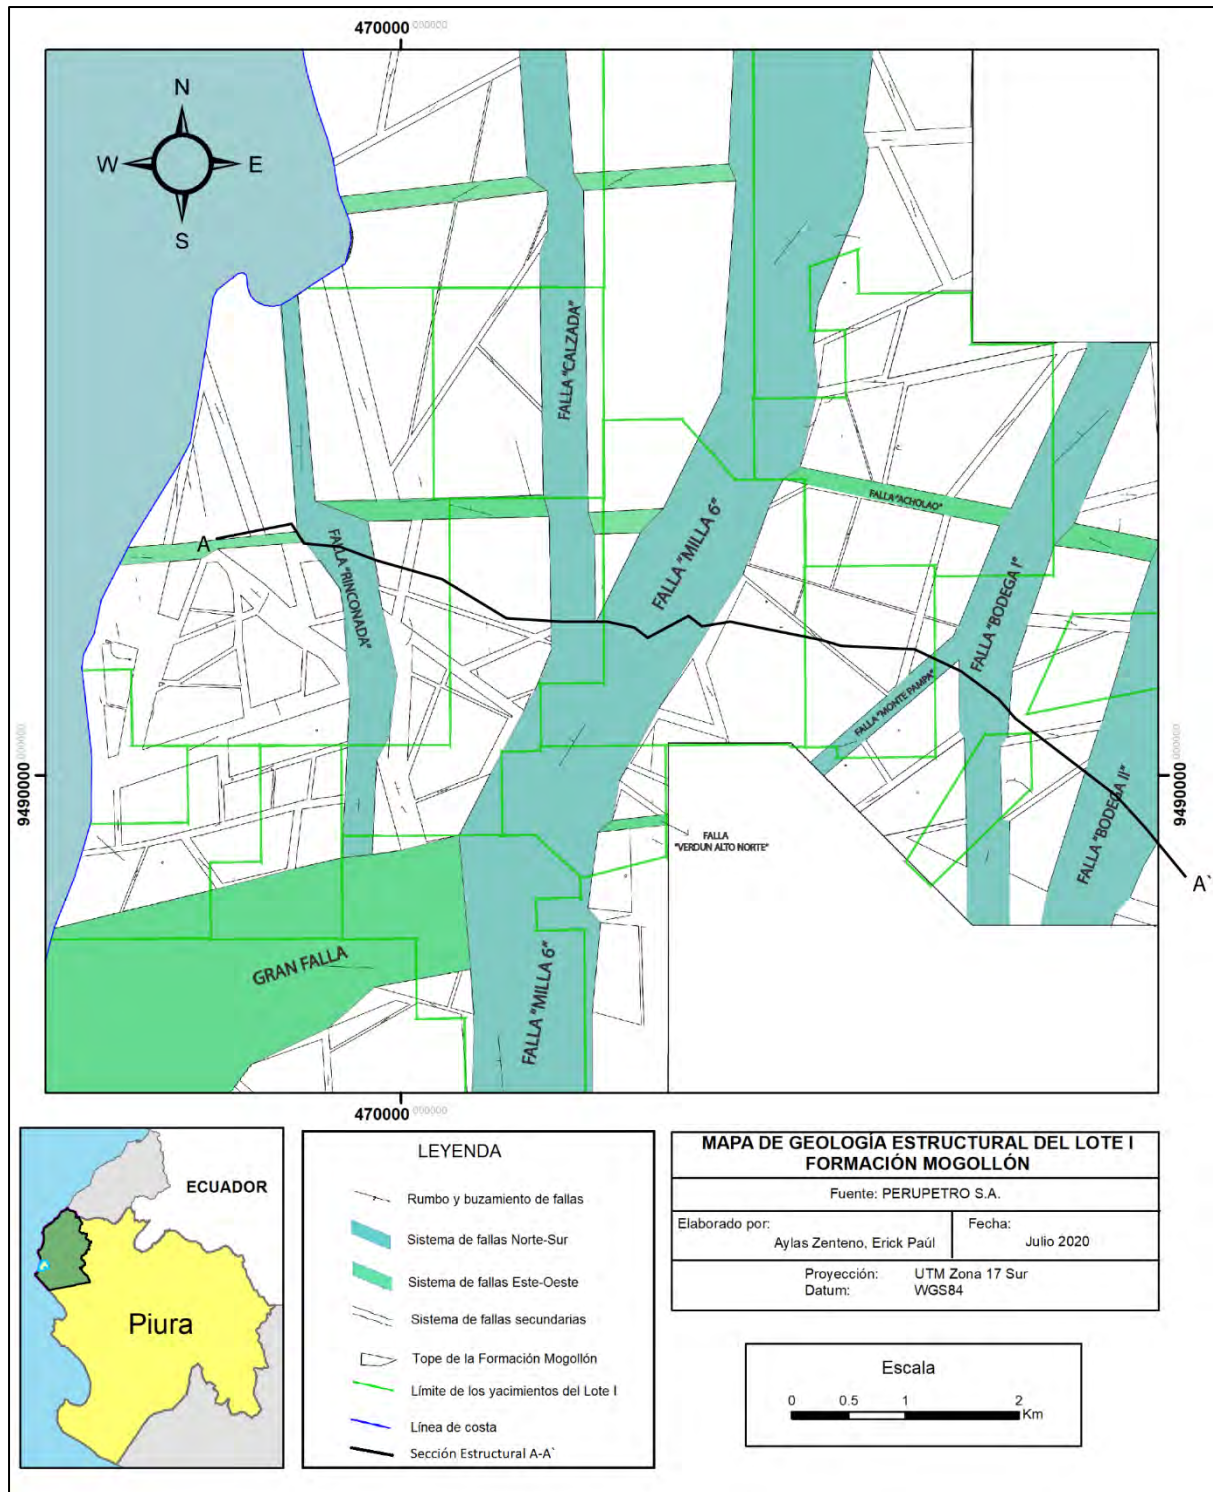 470000 000000
N
W
E
S
FALLA "CALZADA"
FALLA "ACHOLAO"
FALLA "MILLA 6"
A
FALLA "RINCONADA"
FALLA "BODEGA I"
FALLA "MONTE PAMPA"
9490000 000000
9490000 000000
FALLA "BODEGA II"
FALLA
"VERDUN ALTO NORTE"
A`
GRAN FALLA
FALLA "MILLA 6"
470000 000000
ECUADOR
Piura
LEYENDA
Rumbo y buzamiento de fallas
Sistema de fallas Norte-Sur
Sistema de fallas Este-Oeste
Sistema de fallas secundarias
Tope de la Formación Mogollón
Límite de los yacimientos del Lote I
Línea de costa
Sección Estructural A-A`
MAPA DE GEOLOGÍA ESTRUCTURAL DEL LOTE I
FORMACIÓN MOGOLLÓN
Fuente: PERUPETRO S.A.
Elaborado por:
Aylas Zenteno, Erick Paúl
Fecha:
Julio 2020
Proyección: UTM Zona 17 Sur
Datum: WGS84
Escala
0 0.5 1 2
Km